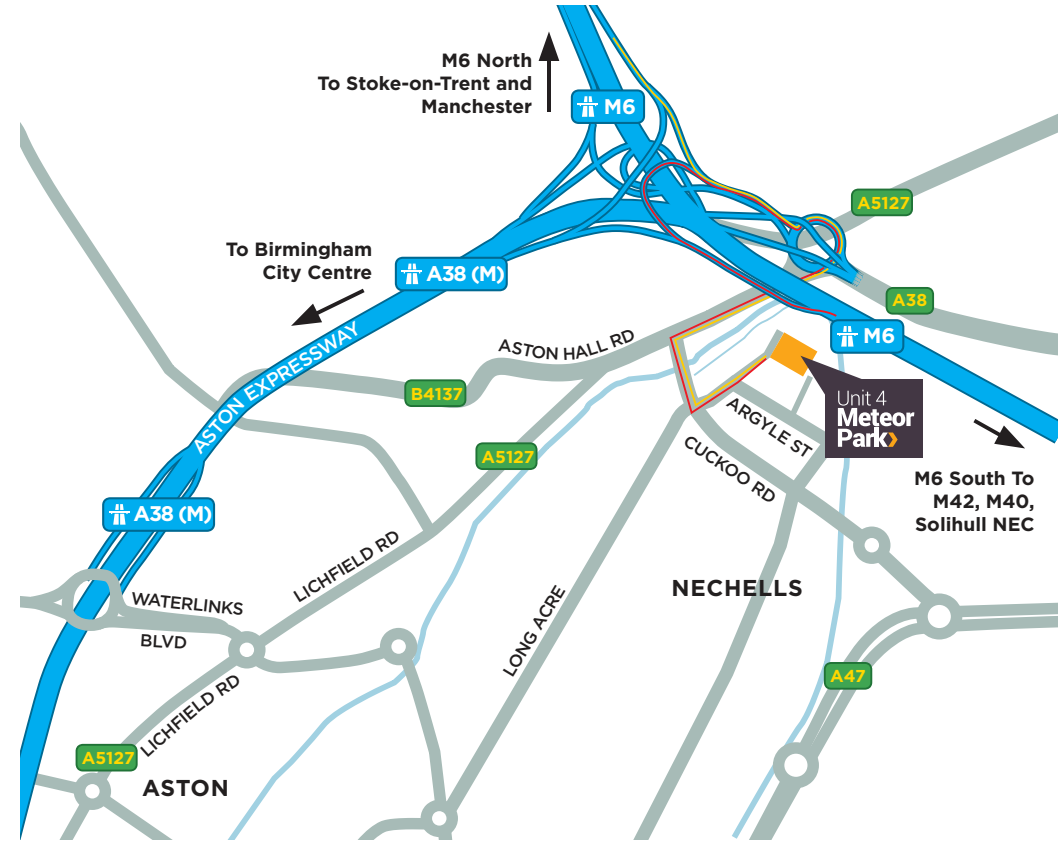 M6 North
To Stoke-on-Trent and
Manchester
M6
A5127
To Birmingham
City Centre
A38 (M)
A38
M6
ASTON HALL RD
ASTON EXPRESSWAY
B4137
Unit 4
Meteor
Park›
ARGYLE ST
CUCKOO RD
A5127
M6 South To
M42, M40,
Solihull NEC
A38 (M)
LICHFIELD RD
NECHELLS
WATERLINKS
BLVD
LONG ACRE
A47
LICHFIELD RD
A5127
ASTON